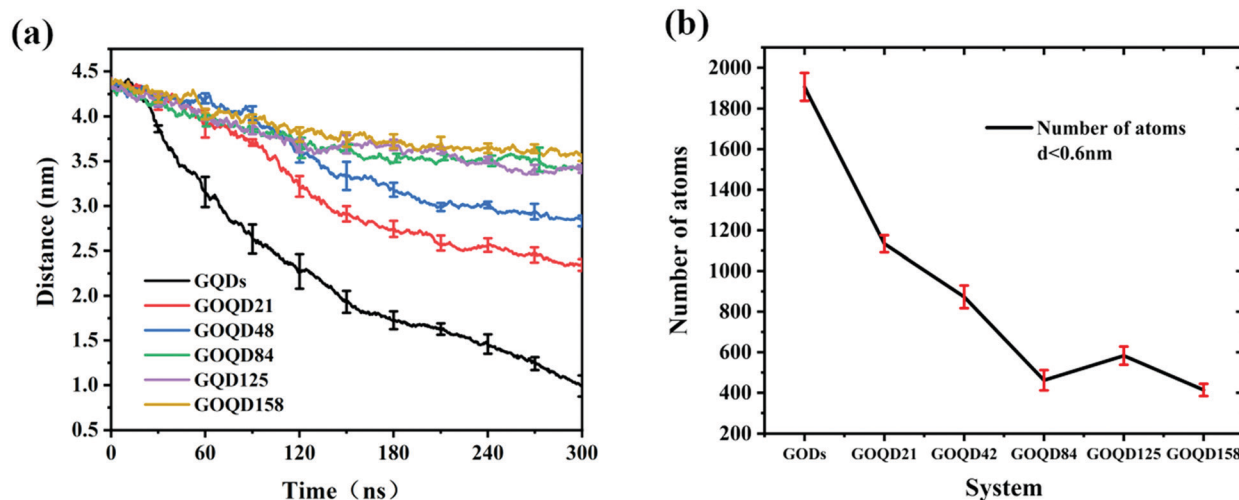 (a)
4.5
4.0
3.5
3.0
2.5
2.0
1.5
1.0
0.5
Distance (nm)
GQDs
GOQD21
GOQD48
GOQD84
GQD125
GOQD158
0 60 120 180 240 300
Time（ns）
(b)
2000
1800
1600
1400
1200
1000
800
600
400
200
Number of atoms
Number of atoms
d<0.6nm
GODs GOQD21 GOQD42 GOQD84 GOQD125 GOQD158
System